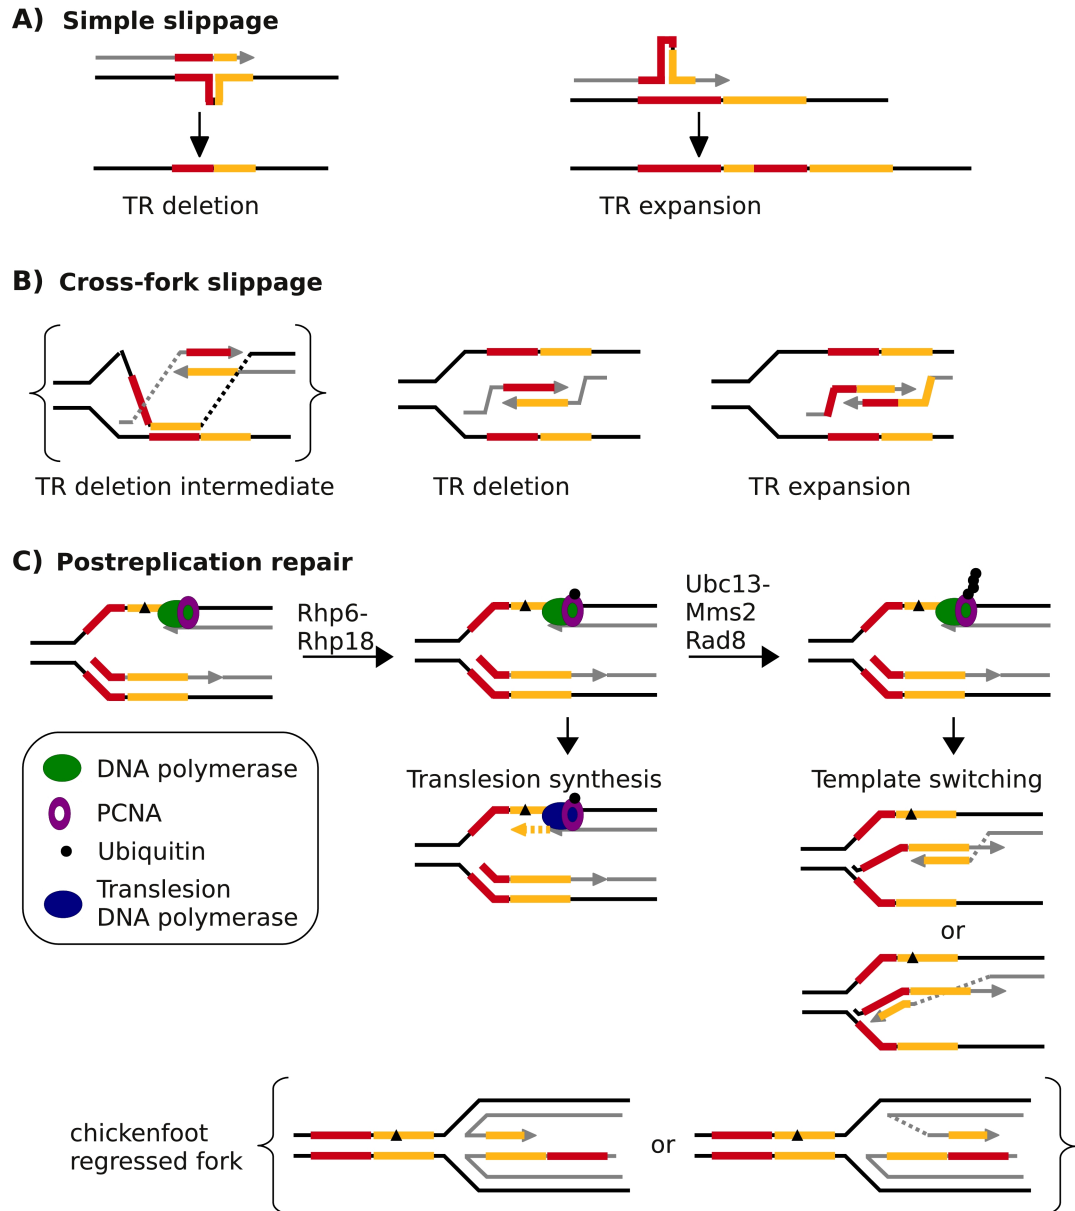 A) Simple slippage
TR deletion
TR expansion
B) Cross-fork slippage
TR deletion intermediate
TR deletion
TR expansion
C) Postreplication repair
Rhp6-
Rhp18
Ubc13-
Mms2
Rad8
DNA polymerase
PCNA
Ubiquitin
Translesion
DNA polymerase
Translesion synthesis
Template switching
or
chickenfoot
regressed fork
or